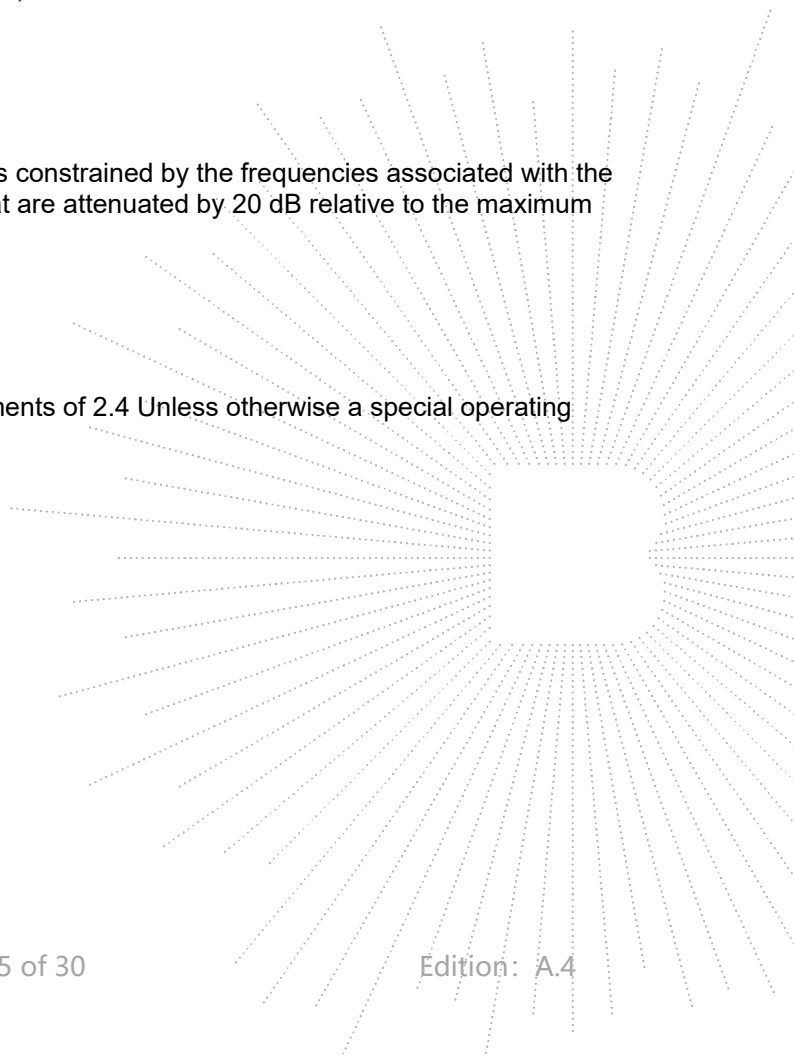 s constrained by the frequencies associated with the
t are attenuated by 20 dB relative to the maximum
nents of 2.4 Unless otherwise a special operating
5 of 30 Edition: A.4